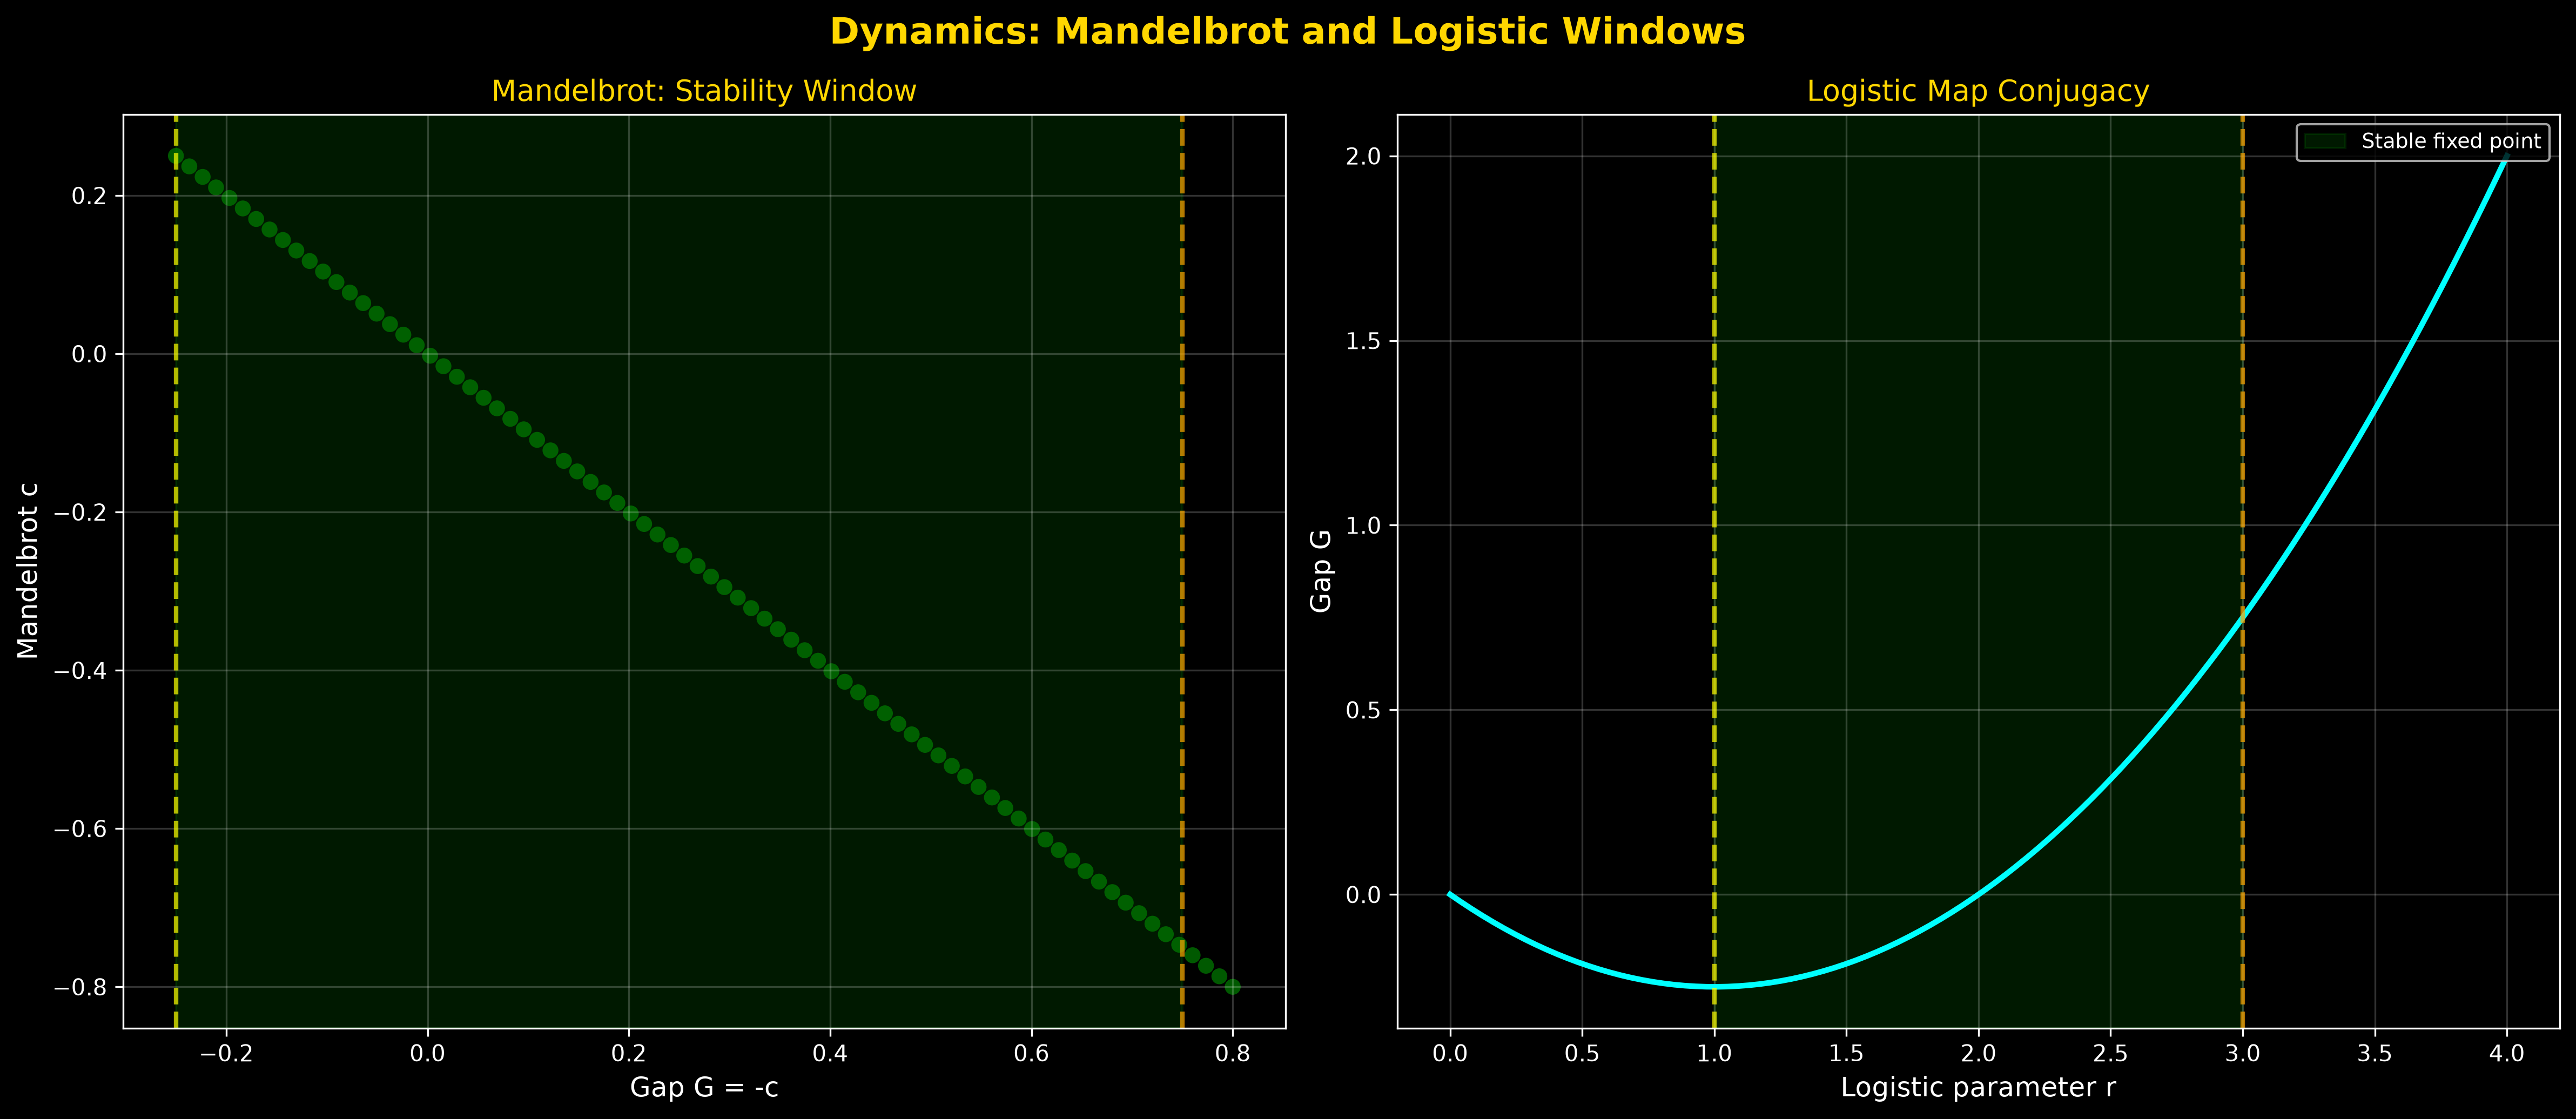 Dynamics: Mandelbrot and Logistic Windows
Mandelbrot: Stability Window
0.2
0.0
−0.2
−0.4
−0.6
−0.8
Mandelbrot c
−0.2 0.0 0.2 0.4 0.6 0.8
Gap G = -c
Logistic Map Conjugacy
Stable fixed point
2.0
1.5
1.0
0.5
0.0
Gap G
0.0 0.5 1.0 1.5 2.0 2.5 3.0 3.5 4.0
Logistic parameter r